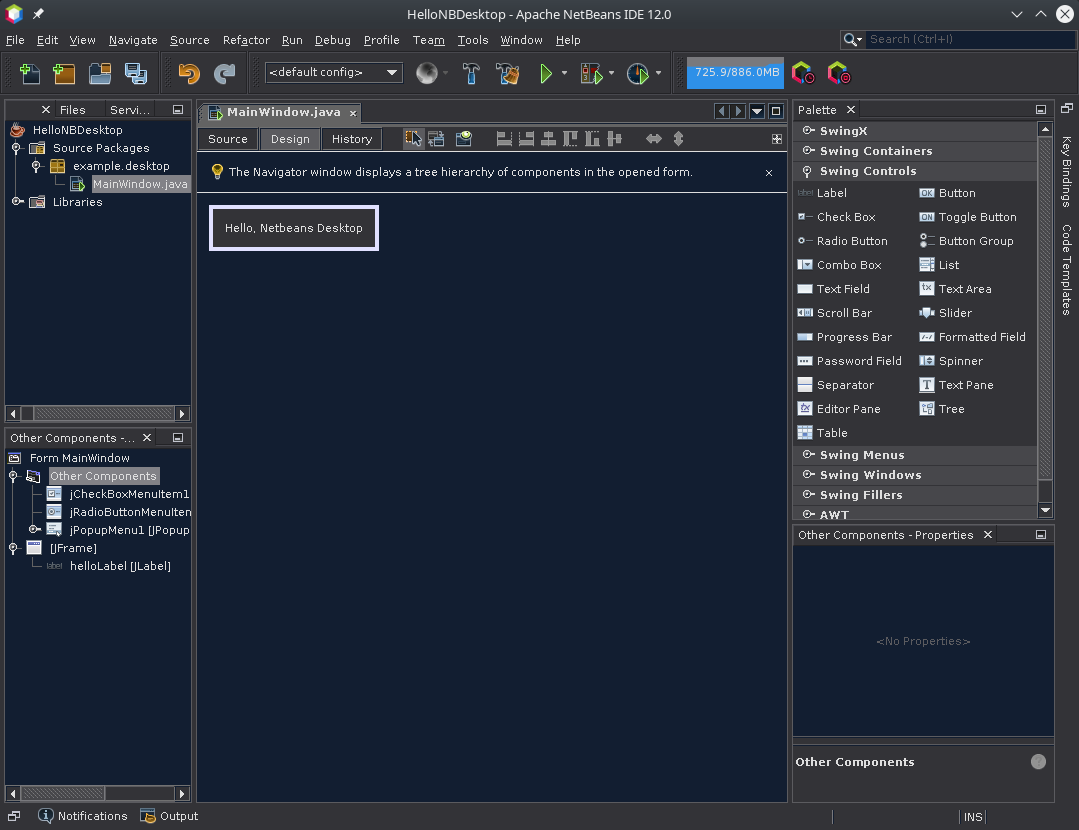 HelloNBDesktop - Apache NetBeans IDE 12.0
File Edit View Navigate Source Refactor Run Debug Profile Team Tools Window Help
Search (Ctrl+I)
<default config>
725.9/886.0MB
Files Servi...
HelloNBDesktop
Source Packages
example.desktop
MainWindow.java
Libraries
Other Components -...
Form MainWindow
Other Components
jCheckBoxMenuItem1
jRadioButtonMenuIten
jPopupMenu1 [JPopup
[JFrame]
label helloLabel [JLabel]
MainWindow.java
Source Design History
The Navigator window displays a tree hierarchy of components in the opened form.
Hello, Netbeans Desktop
Palette
SwingX
Swing Containers
Swing Controls
label Label OK Button
Check Box ON Toggle Button
Radio Button Button Group
Combo Box List
Text Field tx Text Area
Scroll Bar Slider
Progress Bar Formatted Field
Password Field Spinner
Separator T Text Pane
Editor Pane Tree
Table
Swing Menus
Swing Windows
Swing Fillers
AWT
Other Components - Properties
<No Properties>
Other Components
?
Key Bindings
Code Templates
Notifications Output
INS